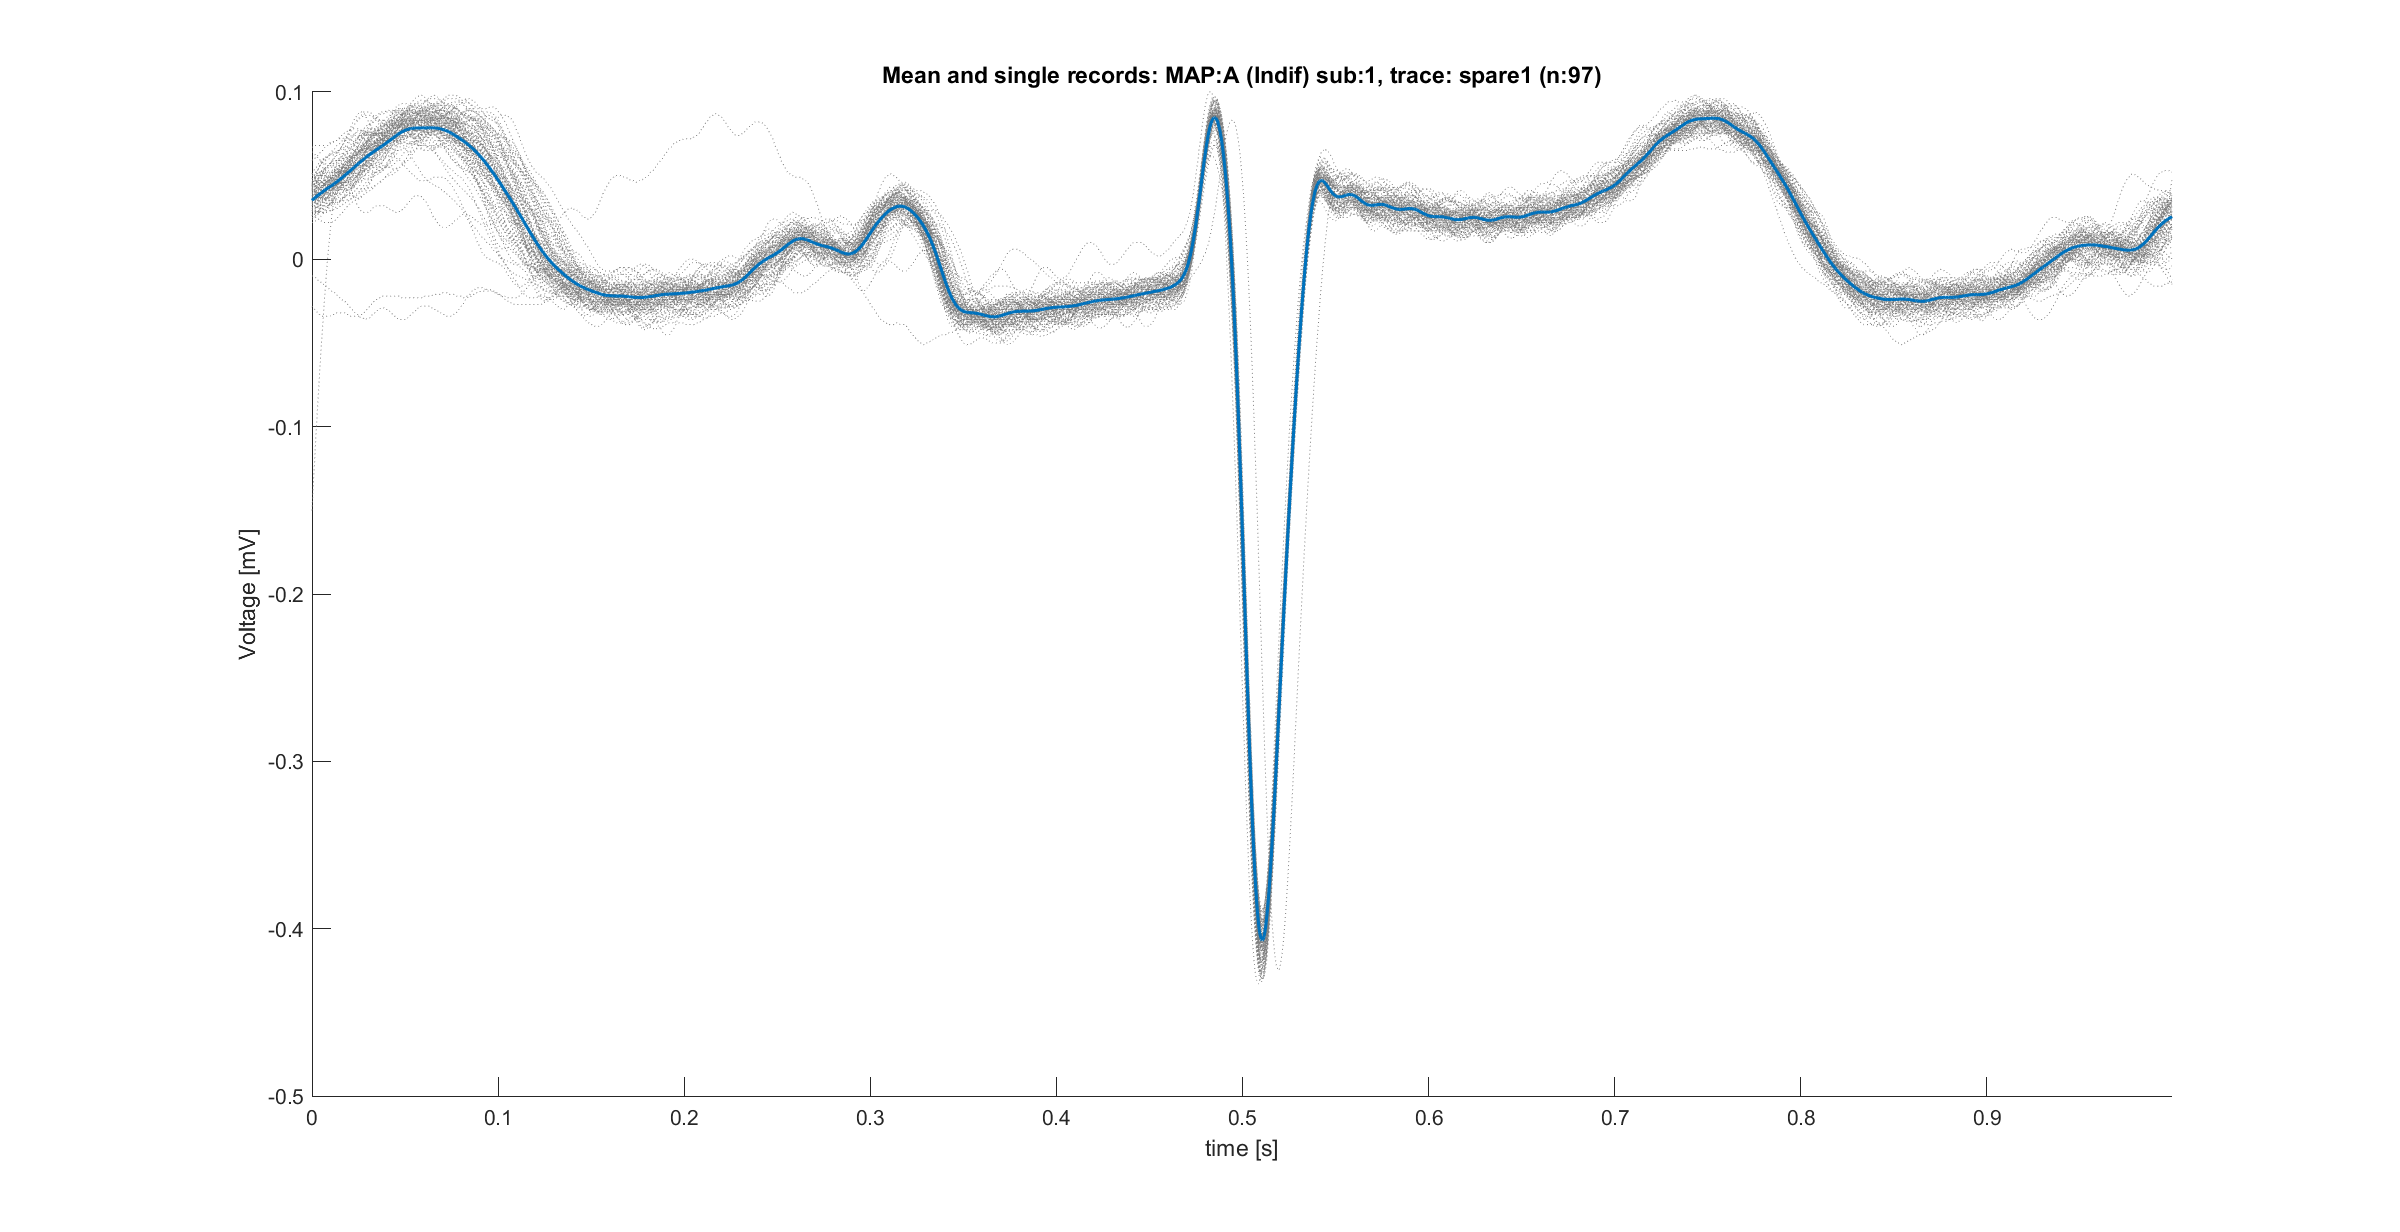 Mean and single records: MAP:A (Indif) sub:1, trace: spare1 (n:97)
0.1
0
-0.1
-0.2
-0.3
-0.4
-0.5
Voltage [mV]
0 0.1 0.2 0.3 0.4 0.5 0.6 0.7 0.8 0.9
time [s]